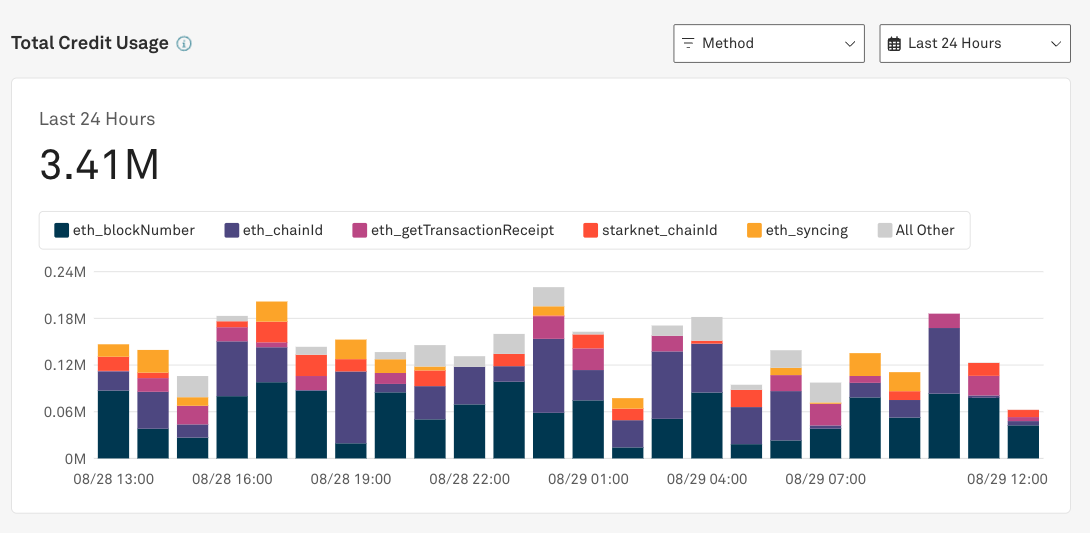 Total Credit Usage
Method
Last 24 Hours
Last 24 Hours
3.41M
eth_blockNumber eth_chainId eth_getTransactionReceipt starknet_chainId eth_syncing All Other
0.24M
0.18M
0.12M
0.06M
0M
08/28 13:00 08/28 16:00 08/28 19:00 08/28 22:00 08/29 01:00 08/29 04:00 08/29 07:00 08/29 12:00